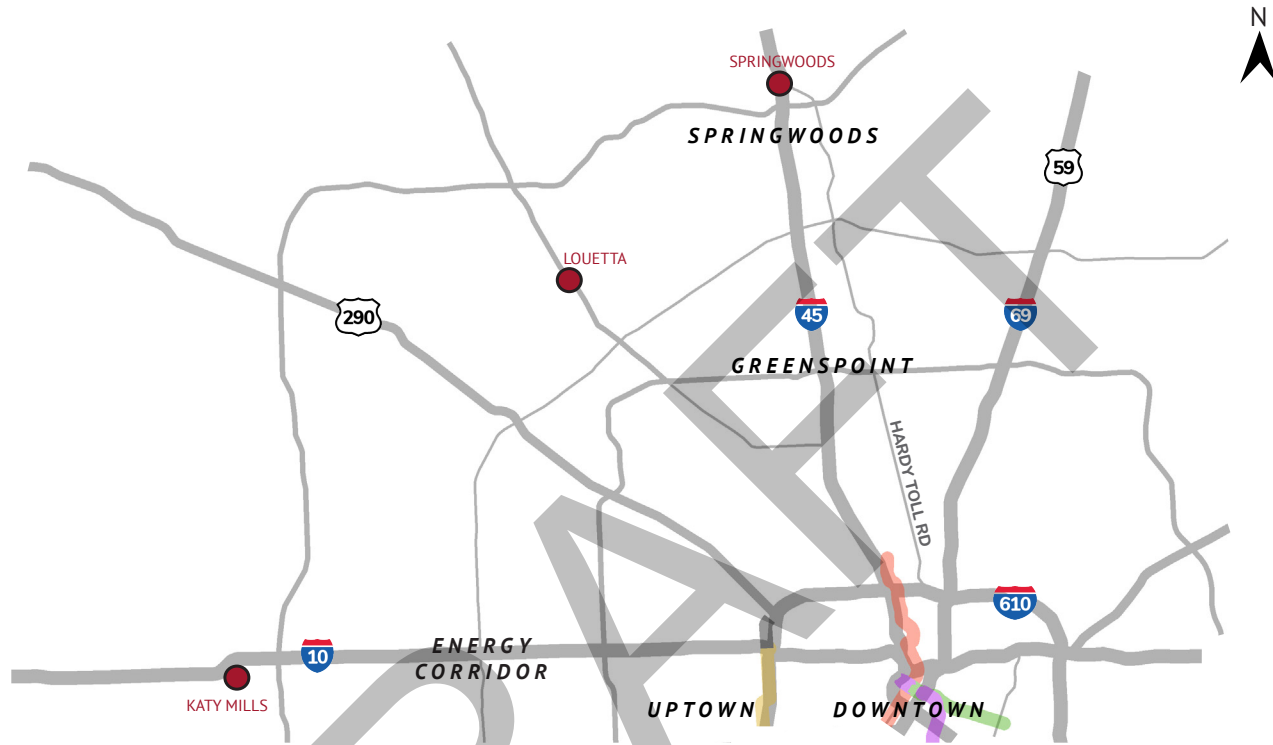 N
SPRINGWOODS
SPRINGWOODS
59
LOUETTA
290
45
69
GREENSPOINT
HARDY TOLL RD
610
ENERGY
CORRIDOR
10
KATY MILLS
UPTOWN
DOWNTOWN